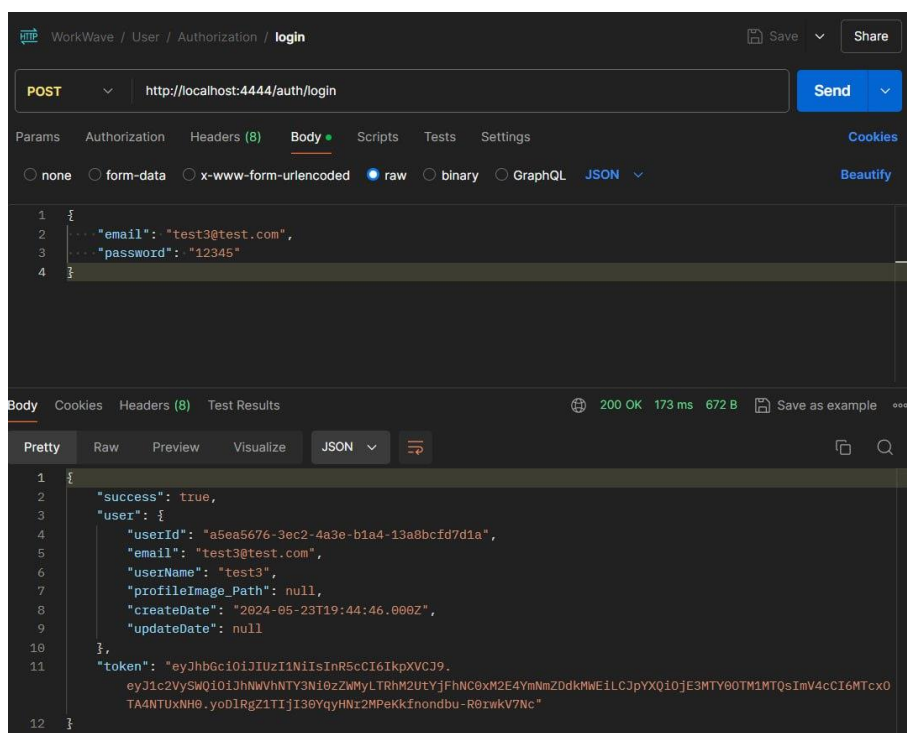 HTTP WorkWave / User / Authorization / login Save Share
POST http://localhost:4444/auth/login Send
Params Authorization Headers (8) Body Scripts Tests Settings Cookies
none form-data x-www-form-urlencoded raw binary GraphQL JSON Beautify
1 {
2 "email": "test3@test.com",
3 "password": "12345"
4 }
Body Cookies Headers (8) Test Results 200 OK 173 ms 672 B Save as example
Pretty Raw Preview Visualize JSON
1 {
2 "success": true,
3 "user": {
4 "userId": "a5ea5676-3ec2-4a3e-b1a4-13a8bcfd7d1a",
5 "email": "test3@test.com",
6 "userName": "test3",
7 "profileImage_Path": null,
8 "createDate": "2024-05-23T19:44:46.000Z",
9 "updateDate": null
10 },
11 "token": "eyJhbGciOiJIUzI1NiIsInR5cCI6IkpXVCJ9.
eyJ1c2VySWQiOiJhNWVhNTY3Ni0zZWMyLTRhM2UtYjFhNC0xM2E4YmNmZDdkMWEiLCJpYXQiOjE3MTY0OTM1MTQsImV4cCI6MTcxO
TA4NTUxNH0.yoDlRgZ1TIjI30YqyHNr2MPeKkfnondbu-R0rwkV7Nc"
12 }